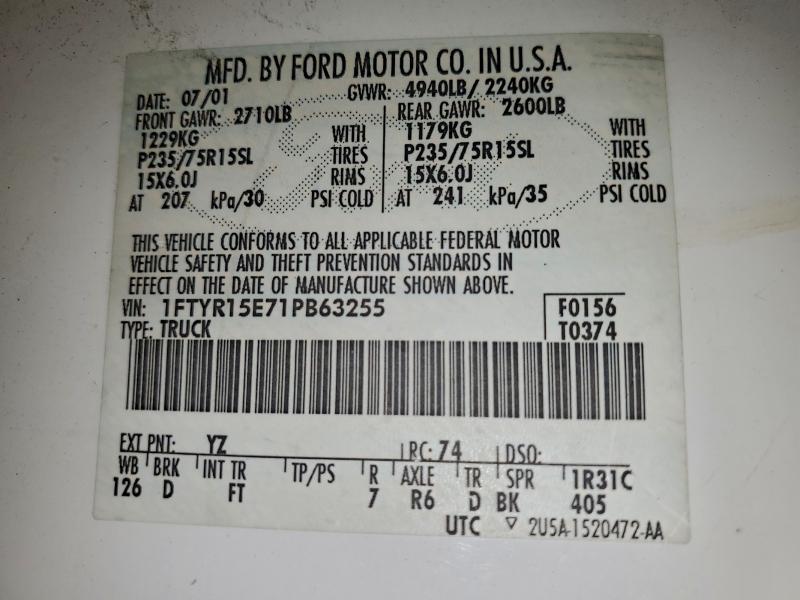 MFD. BY FORD MOTOR CO. IN U.S.A.
DATE: 07/01 GVWR: 4940LB/ 2240KG
FRONT GAWR: 2710LB REAR GAWR: 2600LB
1229KG WITH 1179KG WITH
P235/75R15SL TIRES P235/75R15SL TIRES
15X6.0J RIMS 15X6.0J RIMS
AT 207 kPa/30 PSI COLD AT 241 kPa/35 PSI COLD
THIS VEHICLE CONFORMS TO ALL APPLICABLE FEDERAL MOTOR
VEHICLE SAFETY AND THEFT PREVENTION STANDARDS IN
EFFECT ON THE DATE OF MANUFACTURE SHOWN ABOVE.
VIN: 1FTYR15E71PB63255 F0156
TYPE: TRUCK T0374
EXT PNT: YZ RC: 74 DSO:
WB BRK INT TR TP/PS R AXLE TR SPR 1R31C
126 D FT 7 R6 D BK 405
UTC ▽ 2U5A-1520472-AA